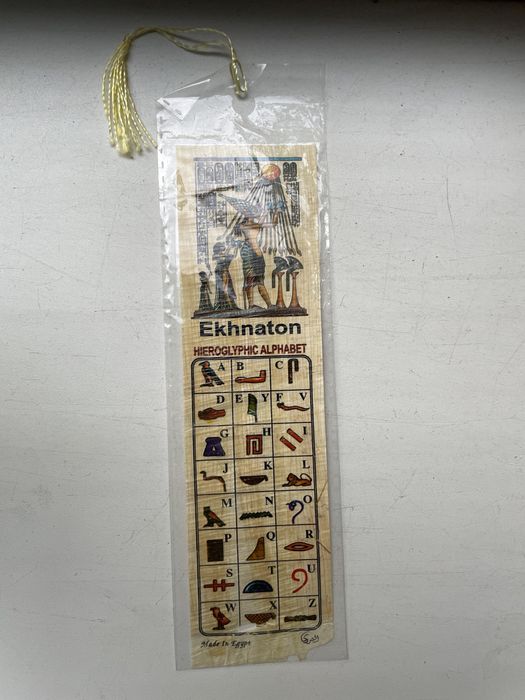 Ekhnaton
HIEROGLYPHIC ALPHABET
A B C
D E Y F V
G H I
J K L
M N O
P Q R
S T U
W X Z
Made In Egypt